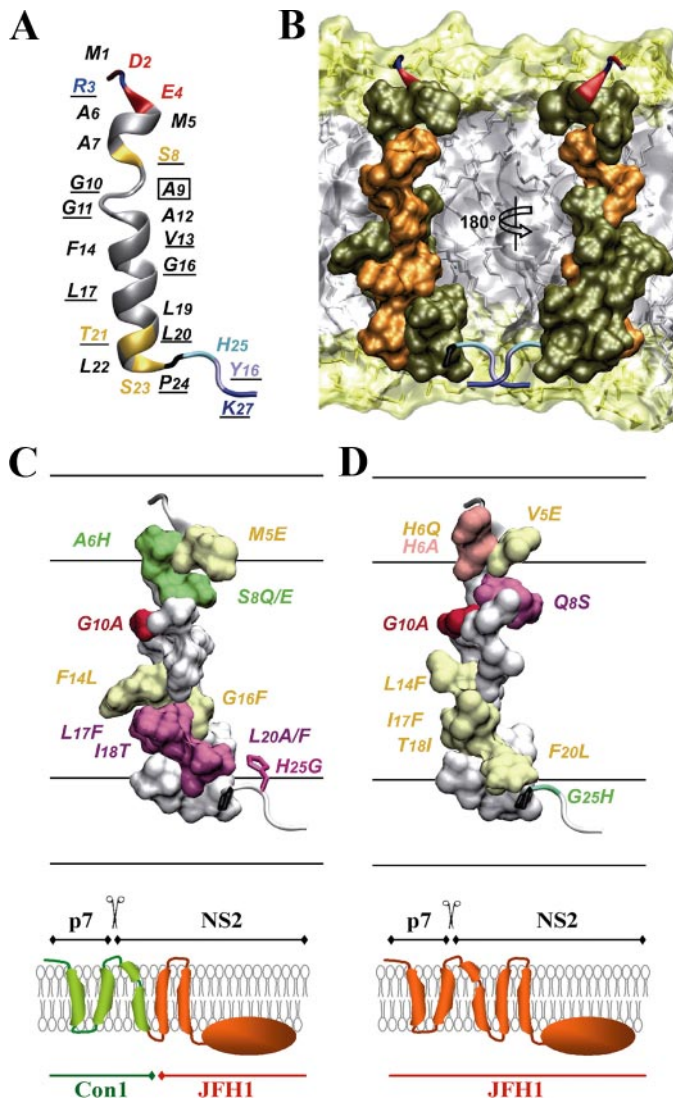 A
M1
D2
R3
E4
A6
M5
A7
S8
G10
A9
G11
A12
V13
F14
G16
L17
L19
T21
L20
H25
L22
Y16
S23
P24
K27
B
180°
C
A6H
M5E
S8Q/E
G10A
F14L
G16F
L17F
L20A/F
I18T
H25G
D
V5E
H6Q
H6A
Q8S
G10A
L14F
I17F
T18I
F20L
G25H
p7
NS2
Con1
JFH1
p7
NS2
JFH1